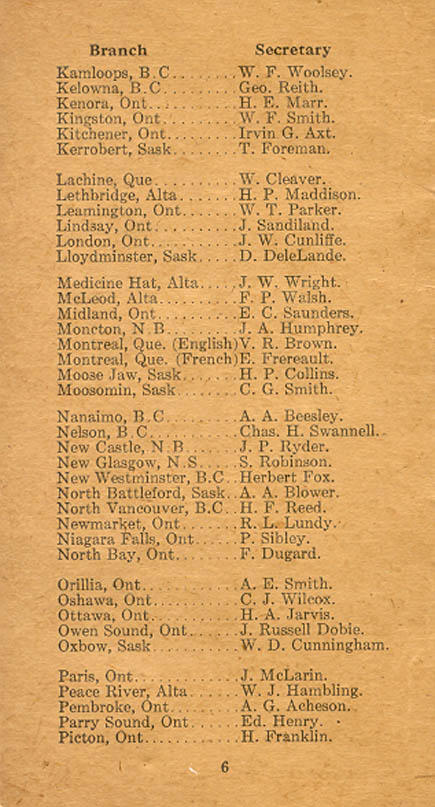 Branch Secretary
Kamloops, B.C........W. F. Woolsey.
Kelowna, B.C.........Geo. Reith.
Kenora, Ont..........H. E. Marr.
Kingston, Ont........W. F. Smith.
Kitchener, Ont.......Irvin G. Axt.
Kerrobert, Sask......T. Foreman.
Lachine, Que.........W. Cleaver.
Lethbridge, Alta.....H. P. Maddison.
Leamington, Ont......W. T. Parker.
Lindsay, Ont.........J. Sandiland.
London, Ont..........J. W. Cunliffe.
Lloydminster, Sask...D. DeleLande.
Medicine Hat, Alta...J. W. Wright.
McLeod, Alta.........F. P. Walsh.
Midland, Ont.........E. C. Saunders.
Moncton, N.B.........J. A. Humphrey.
Montreal, Que. (English)V. R. Brown.
Montreal, Que. (French)E. Frereault.
Moose Jaw, Sask......H. P. Collins.
Moosomin, Sask.......C. G. Smith.
Nanaimo, B.C.........A. A. Beesley.
Nelson, B.C..........Chas. H. Swannell.
New Castle, N.B......J. P. Ryder.
New Glasgow, N.S.....S. Robinson.
New Westminster, B.C..Herbert Fox.
North Battleford, Sask..A. A. Blower.
North Vancouver, B.C..H. F. Reed.
Newmarket, Ont.......R. L. Lundy.
Niagara Falls, Ont...P. Sibley.
North Bay, Ont.......F. Dugard.
Orillia, Ont.........A. E. Smith.
Oshawa, Ont..........C. J. Wilcox.
Ottawa, Ont..........H. A. Jarvis.
Owen Sound, Ont......J. Russell Dobie.
Oxbow, Sask..........W. D. Cunningham.
Paris, Ont...........J. McLarin.
Peace River, Alta....W. J. Hambling.
Pembroke, Ont........A. G. Acheson.
Parry Sound, Ont.....Ed. Henry.
Picton, Ont..........H. Franklin.
6